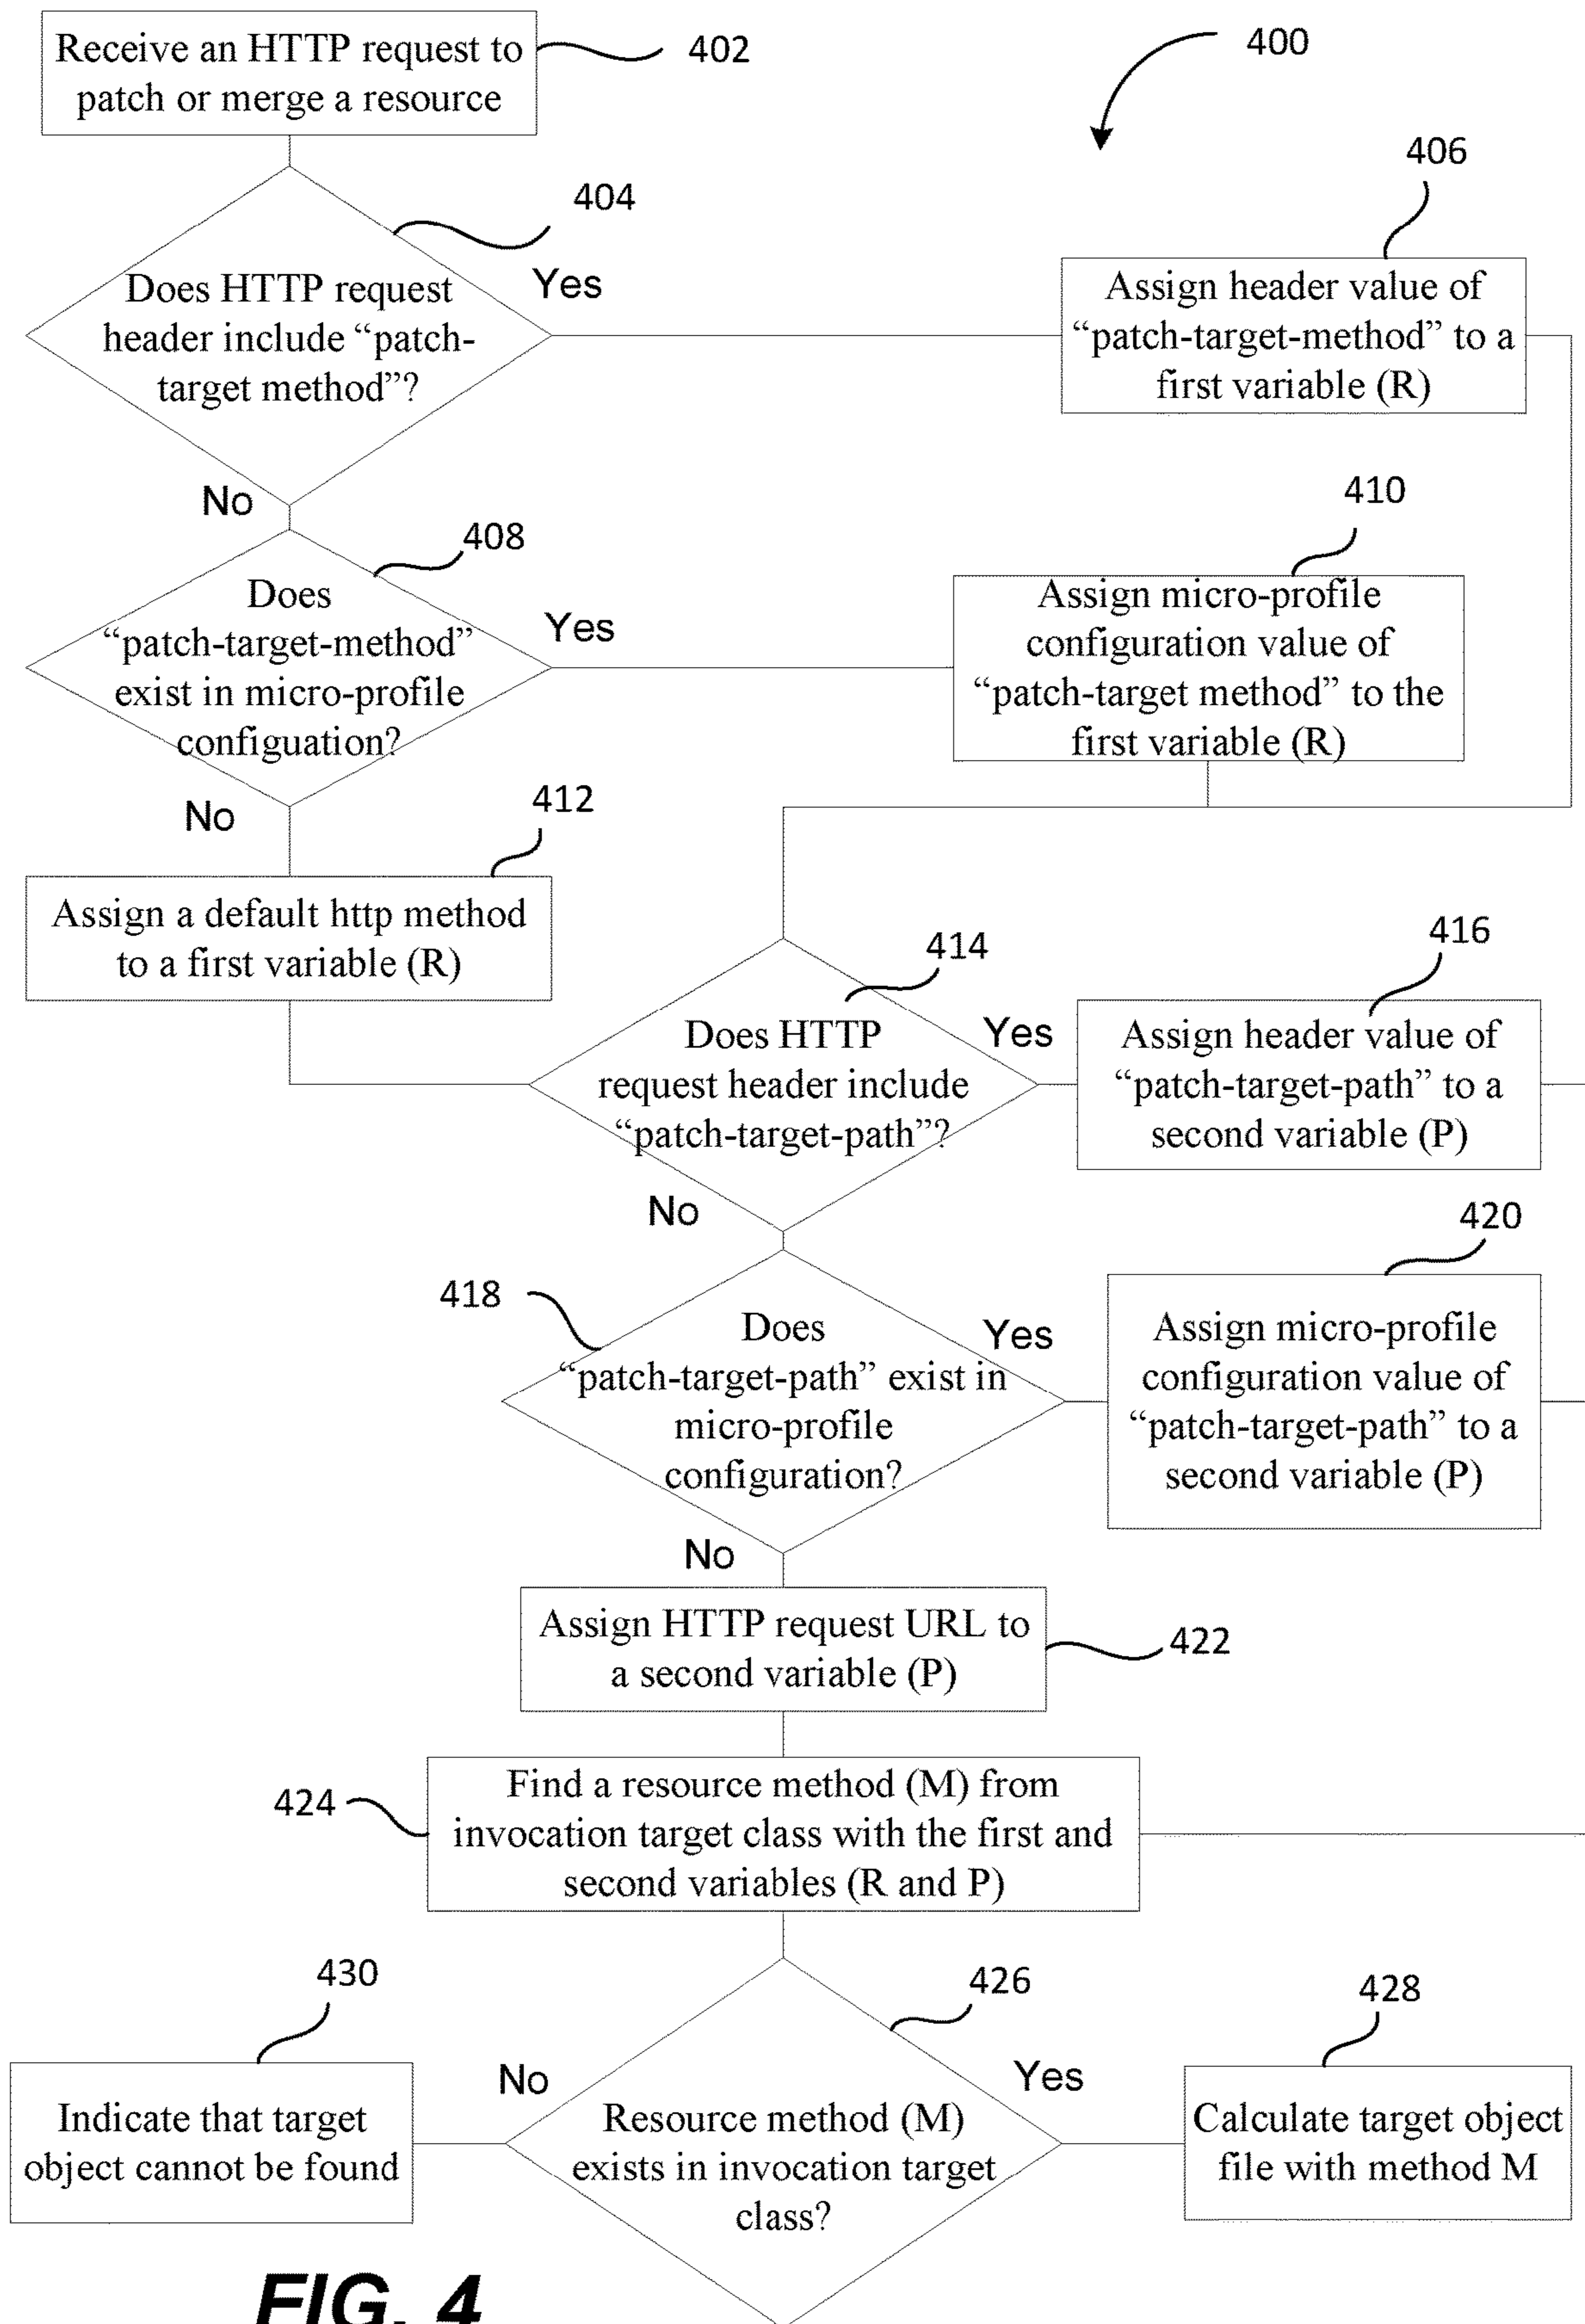 Receive an HTTP request to
patch or merge a resource
402
400
404
Does HTTP request
header include “patch-
target method”?
Yes
No
406
Assign header value of
“patch-target-method” to a
first variable (R)
408
Does
“patch-target-method”
exist in micro-profile
configuation?
Yes
No
410
Assign micro-profile
configuration value of
“patch-target method” to the
first variable (R)
412
Assign a default http method
to a first variable (R)
414
Does HTTP
request header include
“patch-target-path”?
Yes
No
416
Assign header value of
“patch-target-path” to a
second variable (P)
418
Does
“patch-target-path” exist in
micro-profile
configuration?
Yes
No
420
Assign micro-profile
configuration value of
“patch-target-path” to a
second variable (P)
Assign HTTP request URL to
a second variable (P)
422
424
Find a resource method (M) from
invocation target class with the first and
second variables (R and P)
426
Resource method (M)
exists in invocation target
class?
No
Yes
430
Indicate that target
object cannot be found
428
Calculate target object
file with method M
FIG. 4